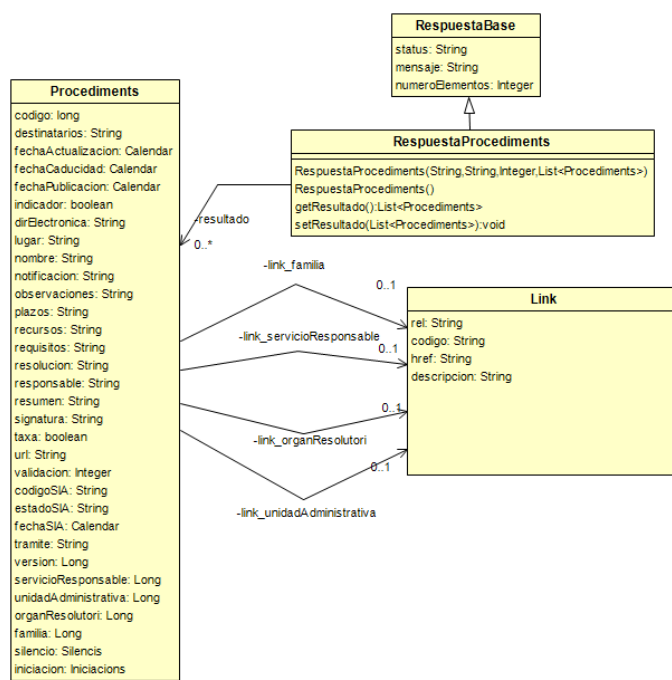 RespuestaBase
status: String
mensaje: String
numeroElementos: Integer
Procediments
codigo: long
destinatarios: String
fechaActualizacion: Calendar
fechaCaducidad: Calendar
fechaPublicacion: Calendar
indicador: boolean
dirElectronica: String
lugar: String
nombre: String
notificacion: String
observaciones: String
plazos: String
recursos: String
requisitos: String
resolucion: String
responsable: String
resumen: String
signatura: String
taxa: boolean
url: String
validacion: Integer
codigoSIA: String
estadoSIA: String
fechaSIA: Calendar
tramite: String
version: Long
servicioResponsable: Long
unidadAdministrativa: Long
organResolutori: Long
familia: Long
silencio: Silencis
iniciacion: Iniciacions
RespuestaProcediments
RespuestaProcediments(String,String,Integer,List<Procediments>)
RespuestaProcediments()
getResultado():List<Procediments>
setResultado(List<Procediments>):void
-resultado
0..*
-link_familia
0..1
-link_servicioResponsable
0..1
-link_organResolutori
0..1
-link_unidadAdministrativa
0..1
Link
rel: String
codigo: String
href: String
descripcion: String